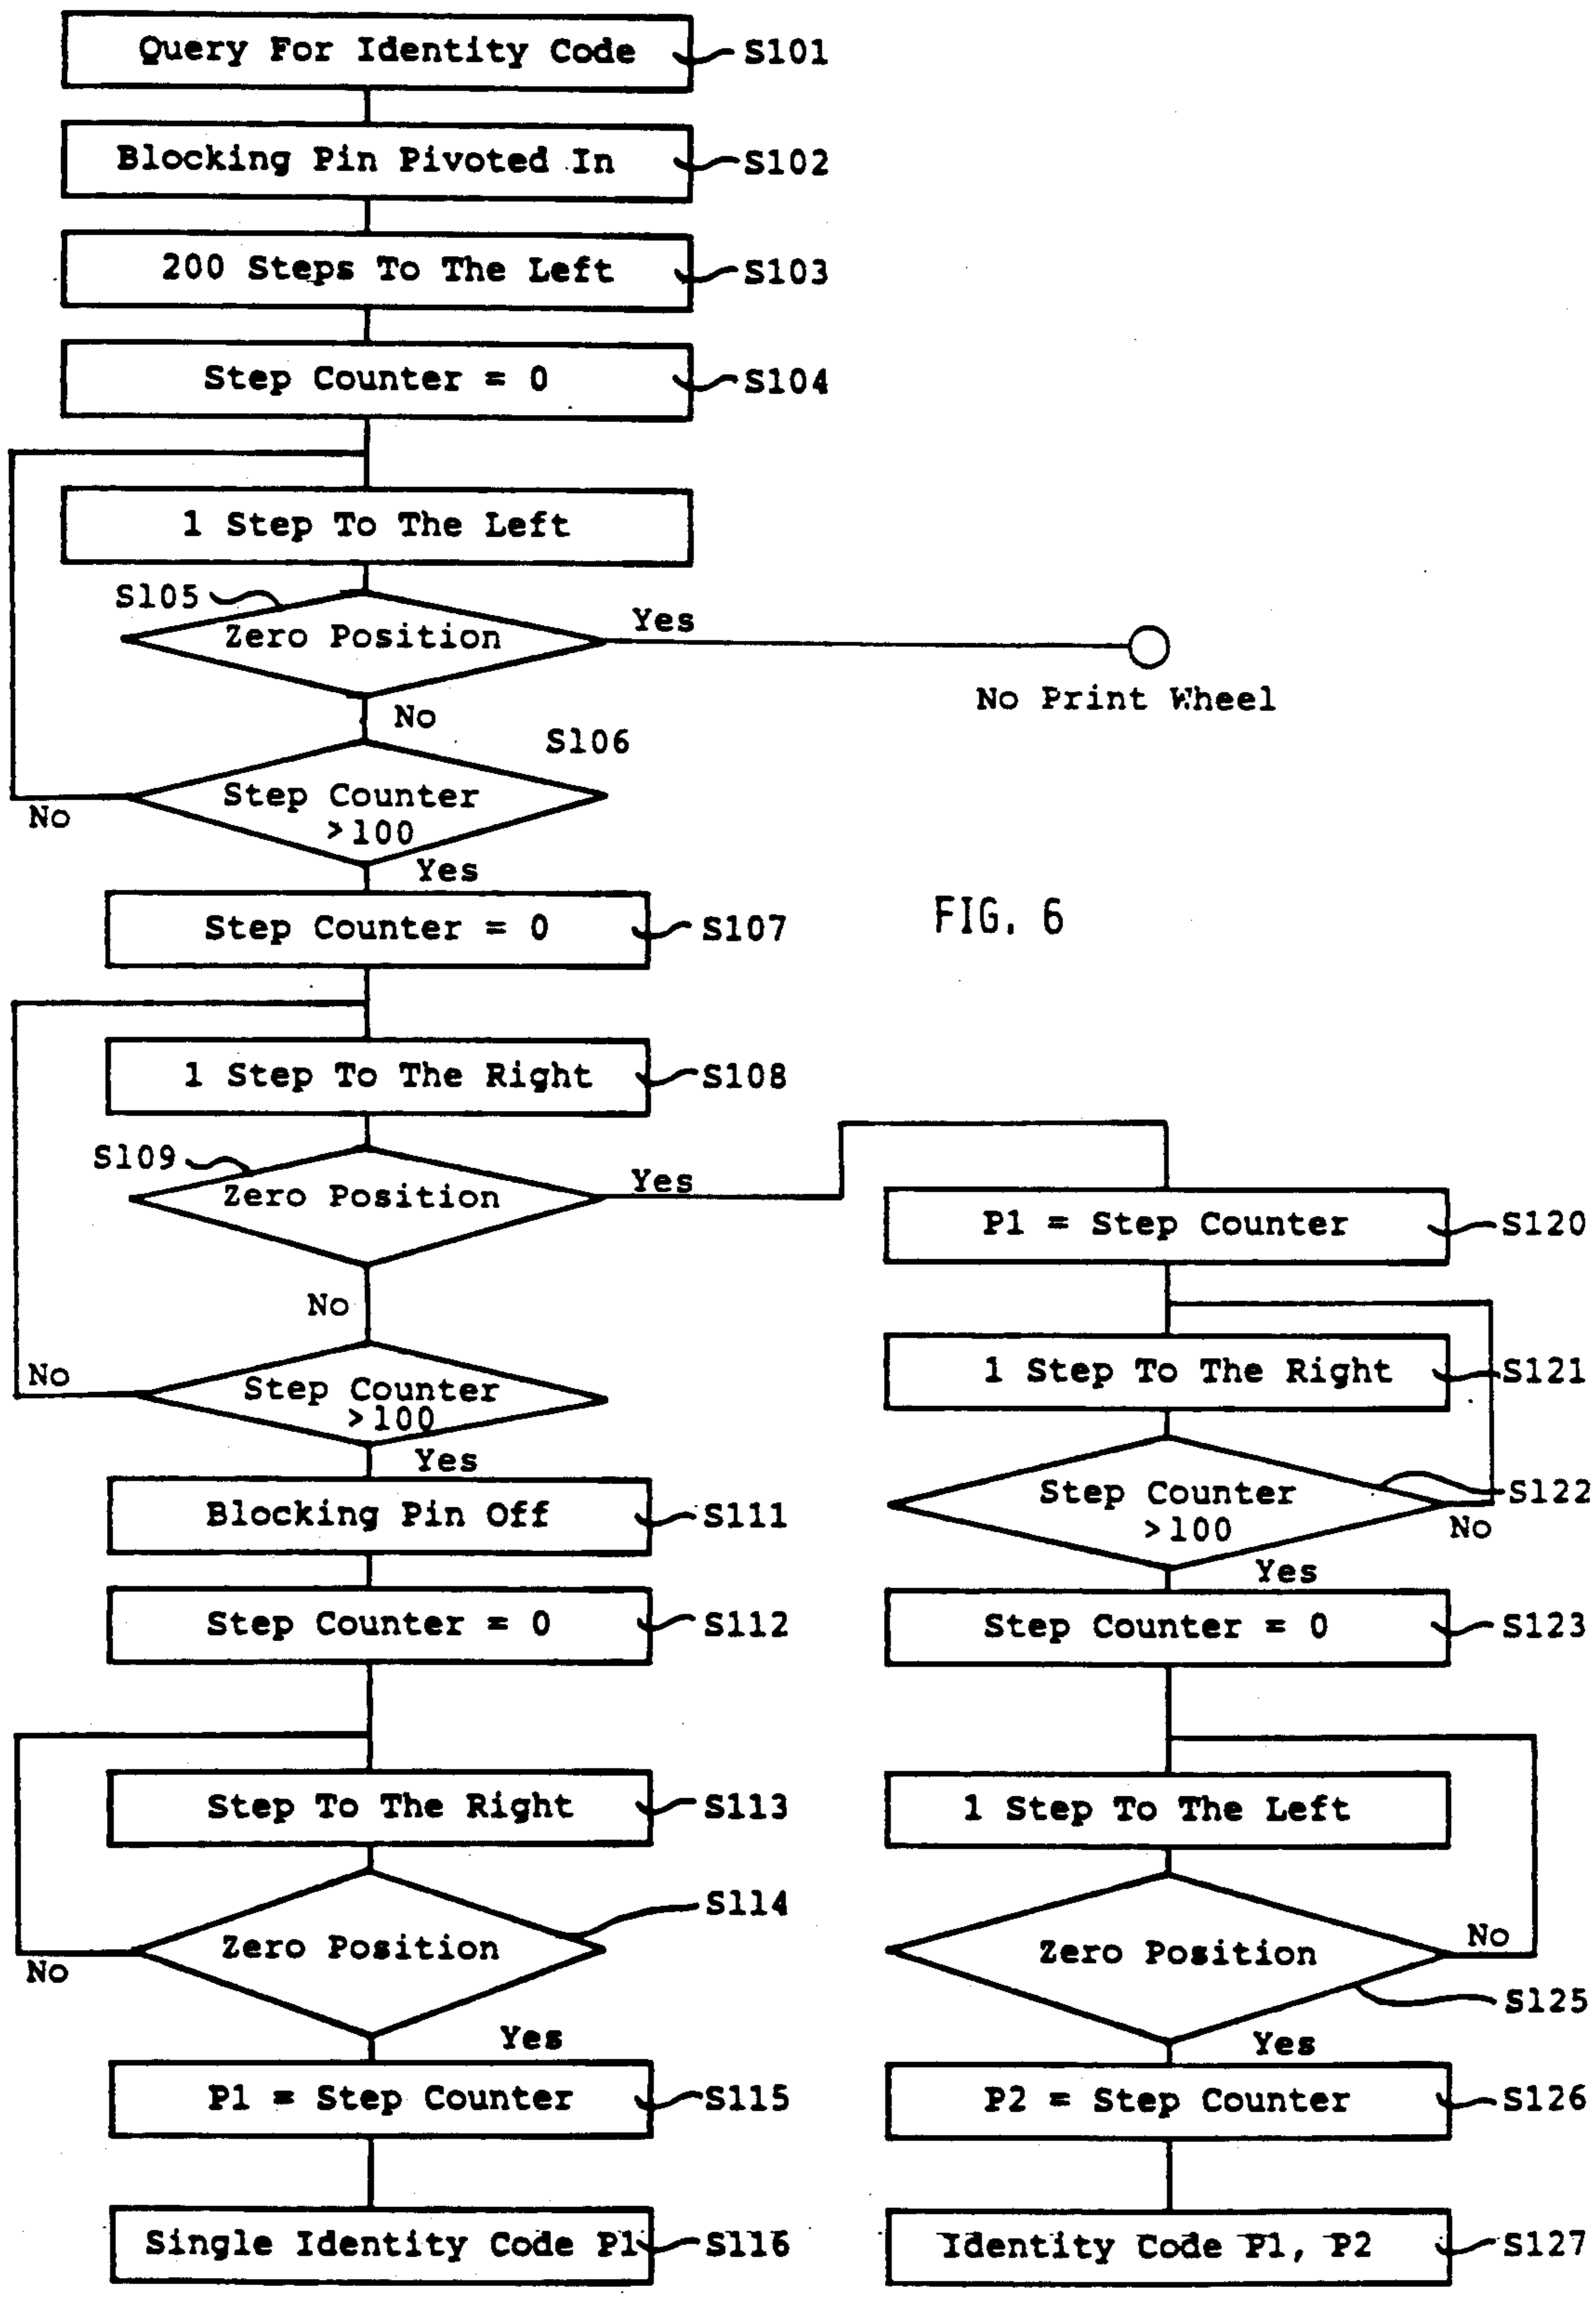 Query For Identity Code S101
Blocking Pin Pivoted In S102
200 Steps To The Left S103
Step Counter = 0 S104
1 Step To The Left
S105
Zero Position
Yes
No Print Wheel
No
S106
Step Counter
>100
No
Yes
Step Counter = 0 S107
FIG. 6
1 Step To The Right S108
S109
Zero Position
Yes
No
Step Counter
>100
No
Yes
Blocking Pin Off S111
Step Counter = 0 S112
Step To The Right S113
S114
Zero Position
No
Yes
P1 = Step Counter S115
Single Identity Code P1 S116
P1 = Step Counter S120
1 Step To The Right S121
Step Counter
>100
S122
No
Yes
Step Counter = 0 S123
1 Step To The Left
Zero Position
No
S125
Yes
P2 = Step Counter S126
Identity Code P1, P2 S127